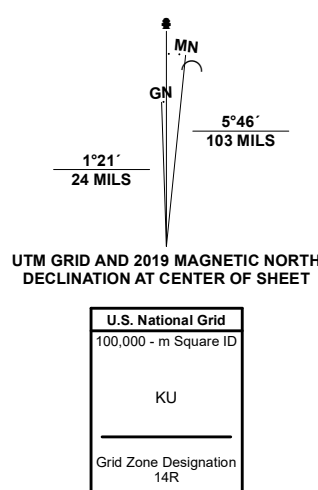 MN
GN
5°46´
103 MILS
1°21´
24 MILS
UTM GRID AND 2019 MAGNETIC NORTH
DECLINATION AT CENTER OF SHEET
U.S. National Grid
100,000 - m Square ID
KU
Grid Zone Designation
14R